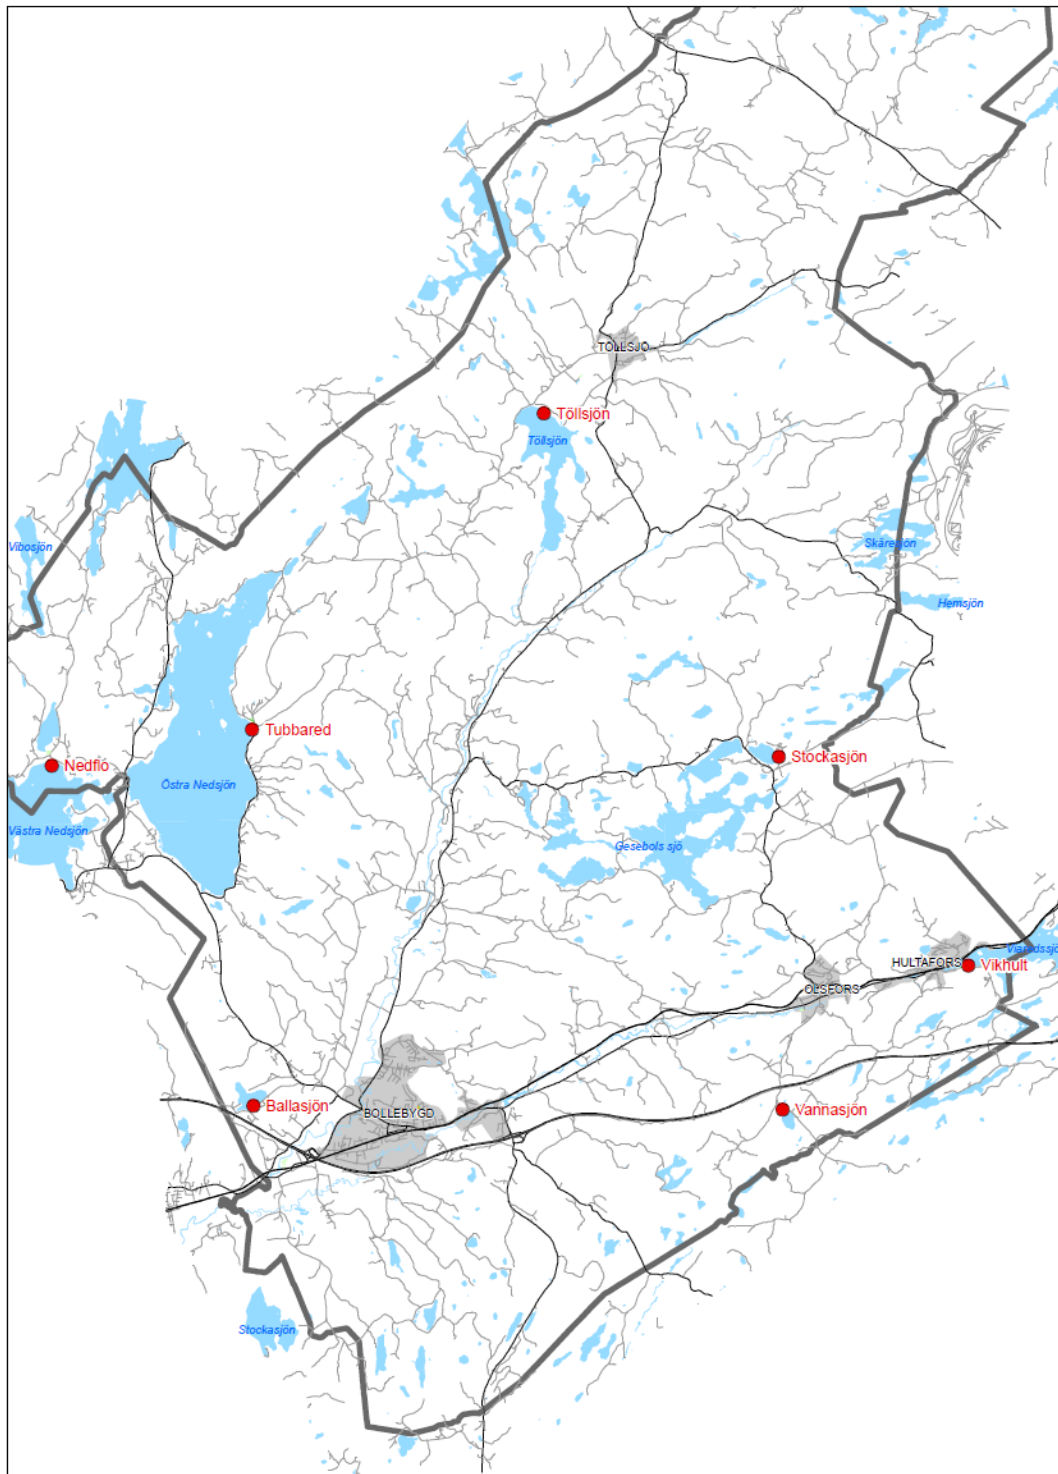 TÖLLSJÖ
Töllsjön
Töllsjön
Vibosjön
Skäresjön
Hemsjön
Tubbared
Nedflo
Stockasjön
Östra Nedsjön
Västra Nedsjön
Gesebols sjö
Viaredssjö
HULTAFORS
Vikhult
OLSFORS
Ballasjön
BOLLEBYGD
Vannasjön
Stockasjön